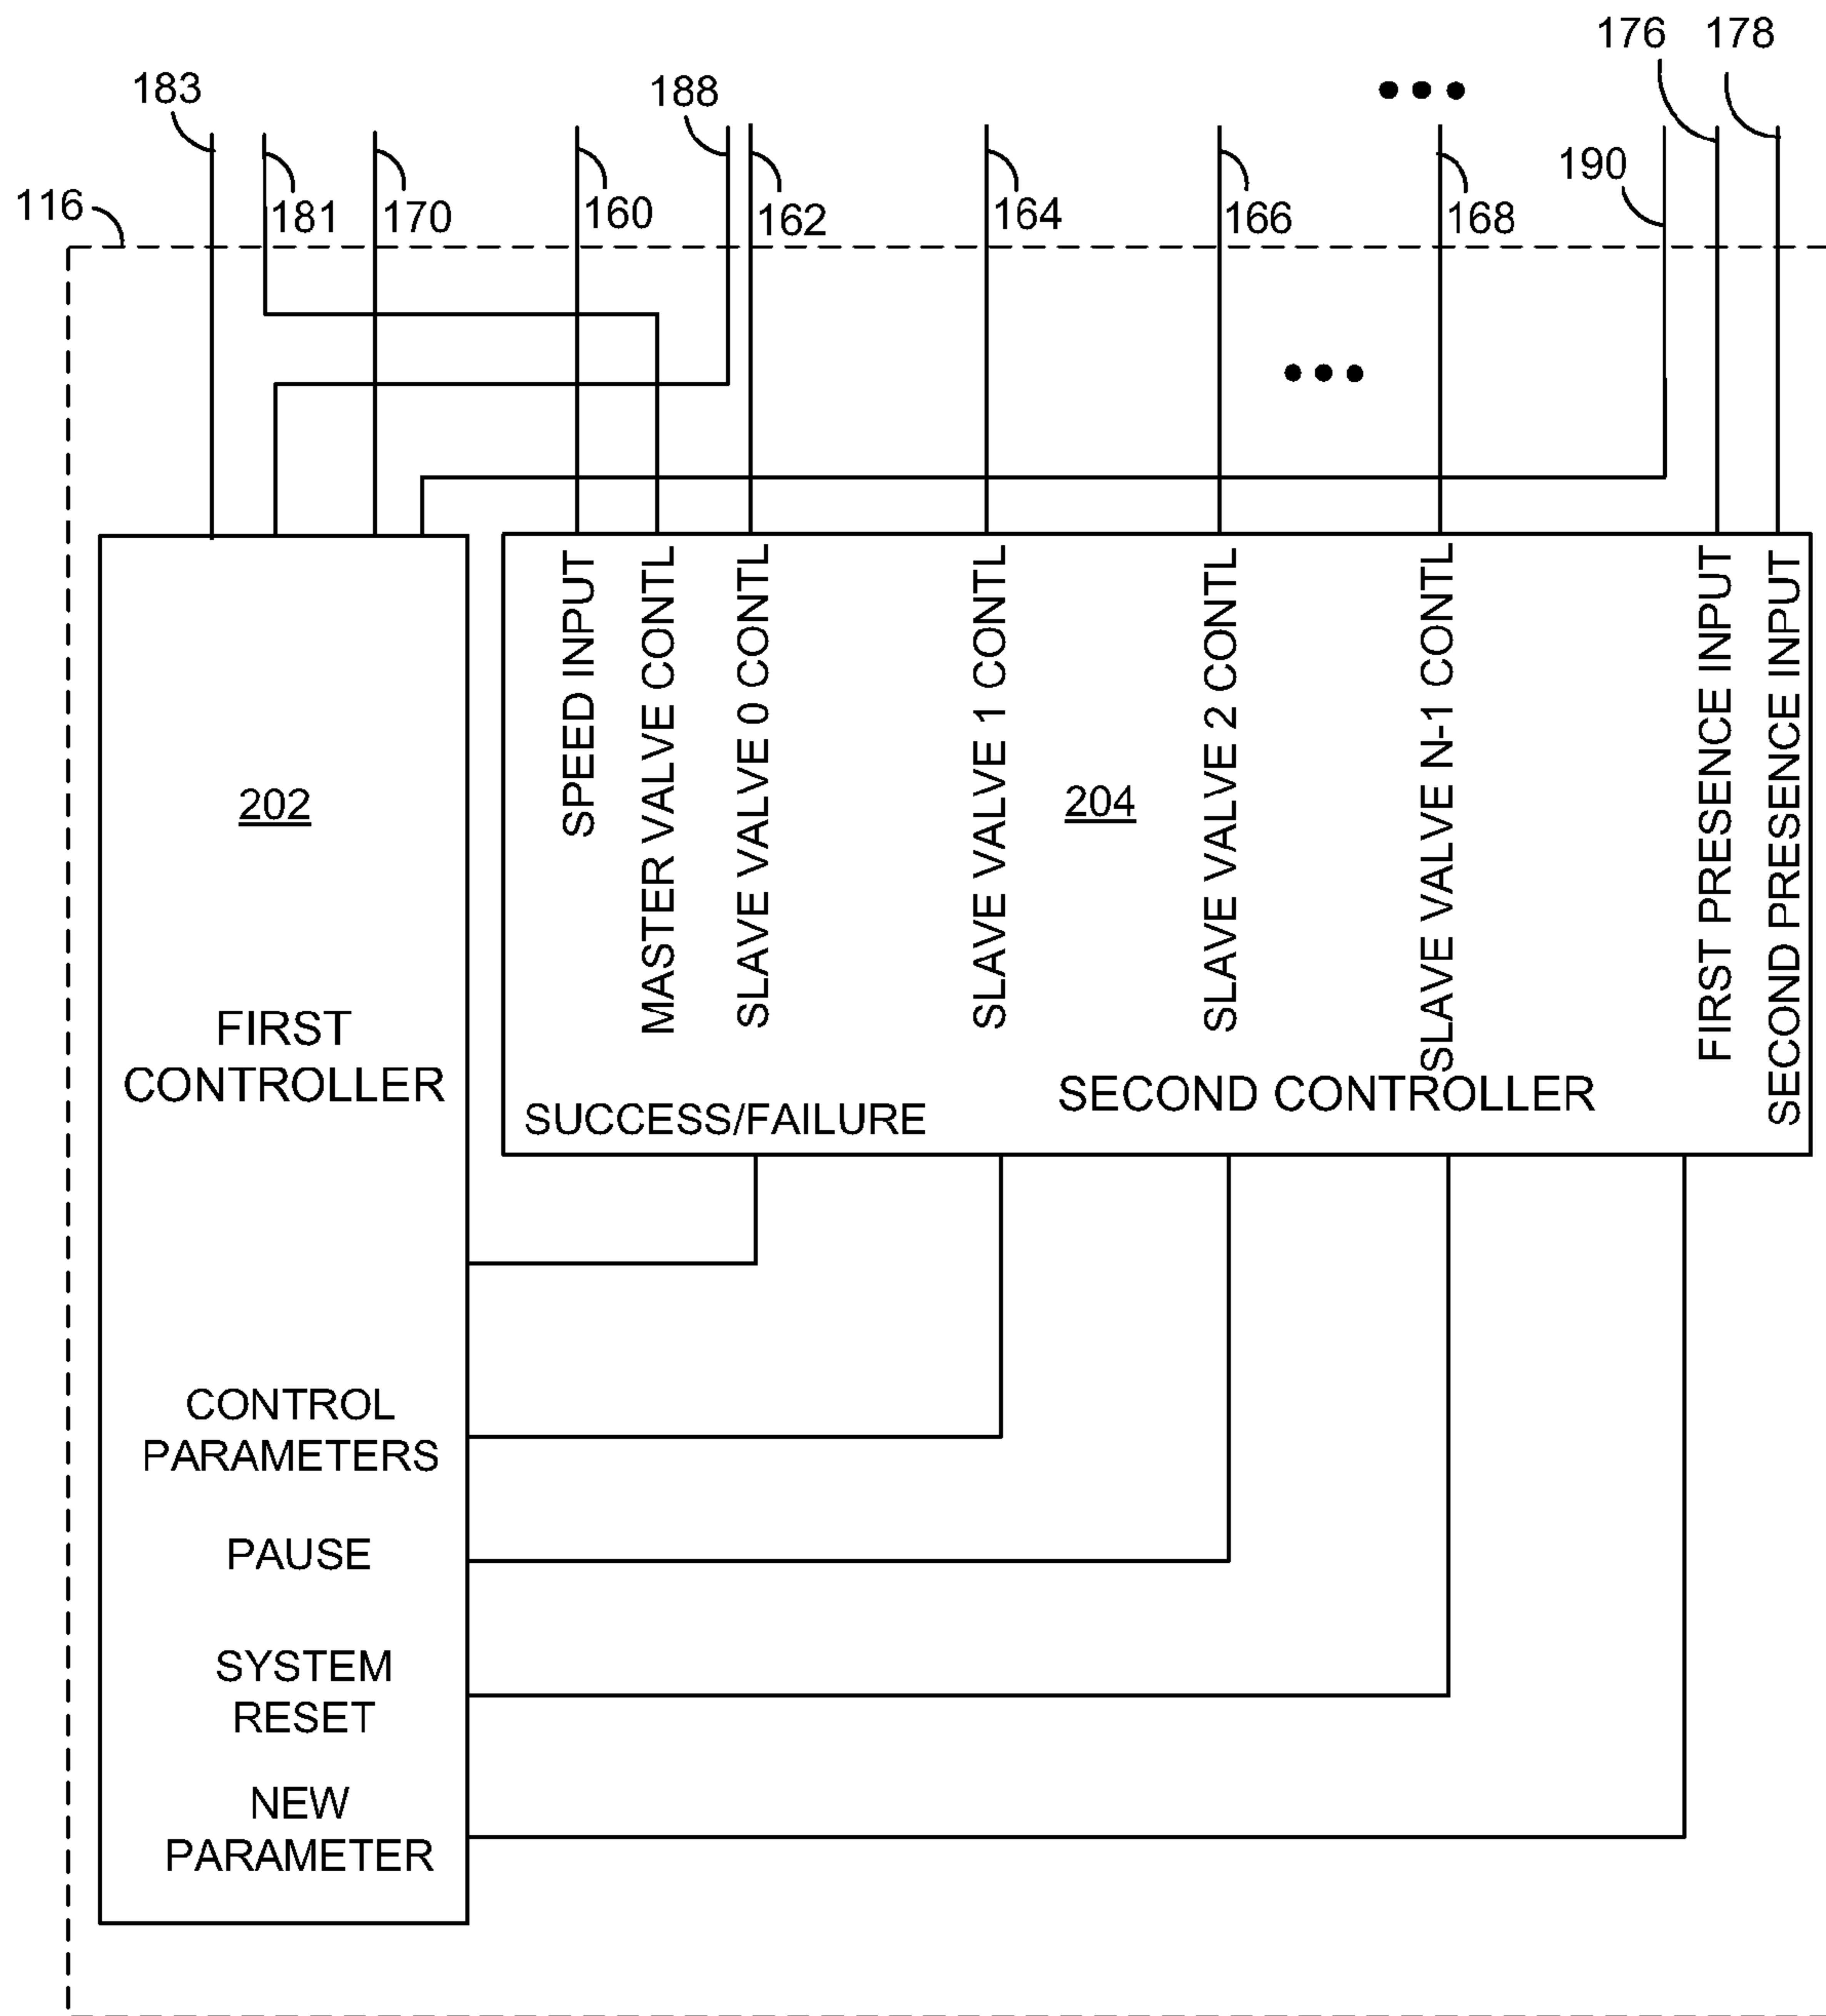 176 178
183 188
190
116 181 170 160 162 164 166 168
SPEED INPUT
MASTER VALVE CONTL
SLAVE VALVE 0 CONTL
SLAVE VALVE 1 CONTL
SLAVE VALVE 2 CONTL
SLAVE VALVE N-1 CONTL
FIRST PRESENCE INPUT
SECOND PRESENCE INPUT
202
204
FIRST
CONTROLLER
SECOND CONTROLLER
SUCCESS/FAILURE
CONTROL
PARAMETERS
PAUSE
SYSTEM
RESET
NEW
PARAMETER